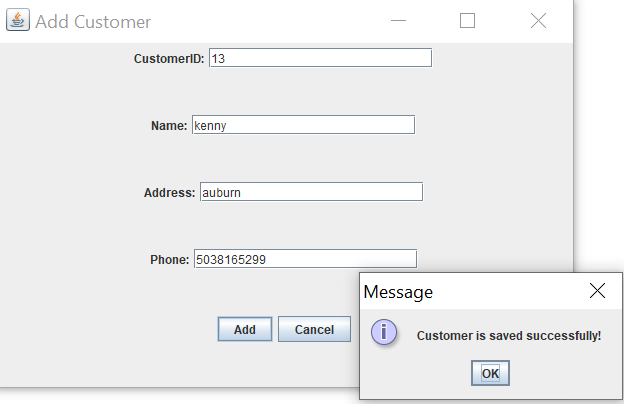 Add Customer
CustomerID: 13
Name: kenny
Address: auburn
Phone: 5038165299
Add Cancel
Message
Customer is saved successfully!
OK